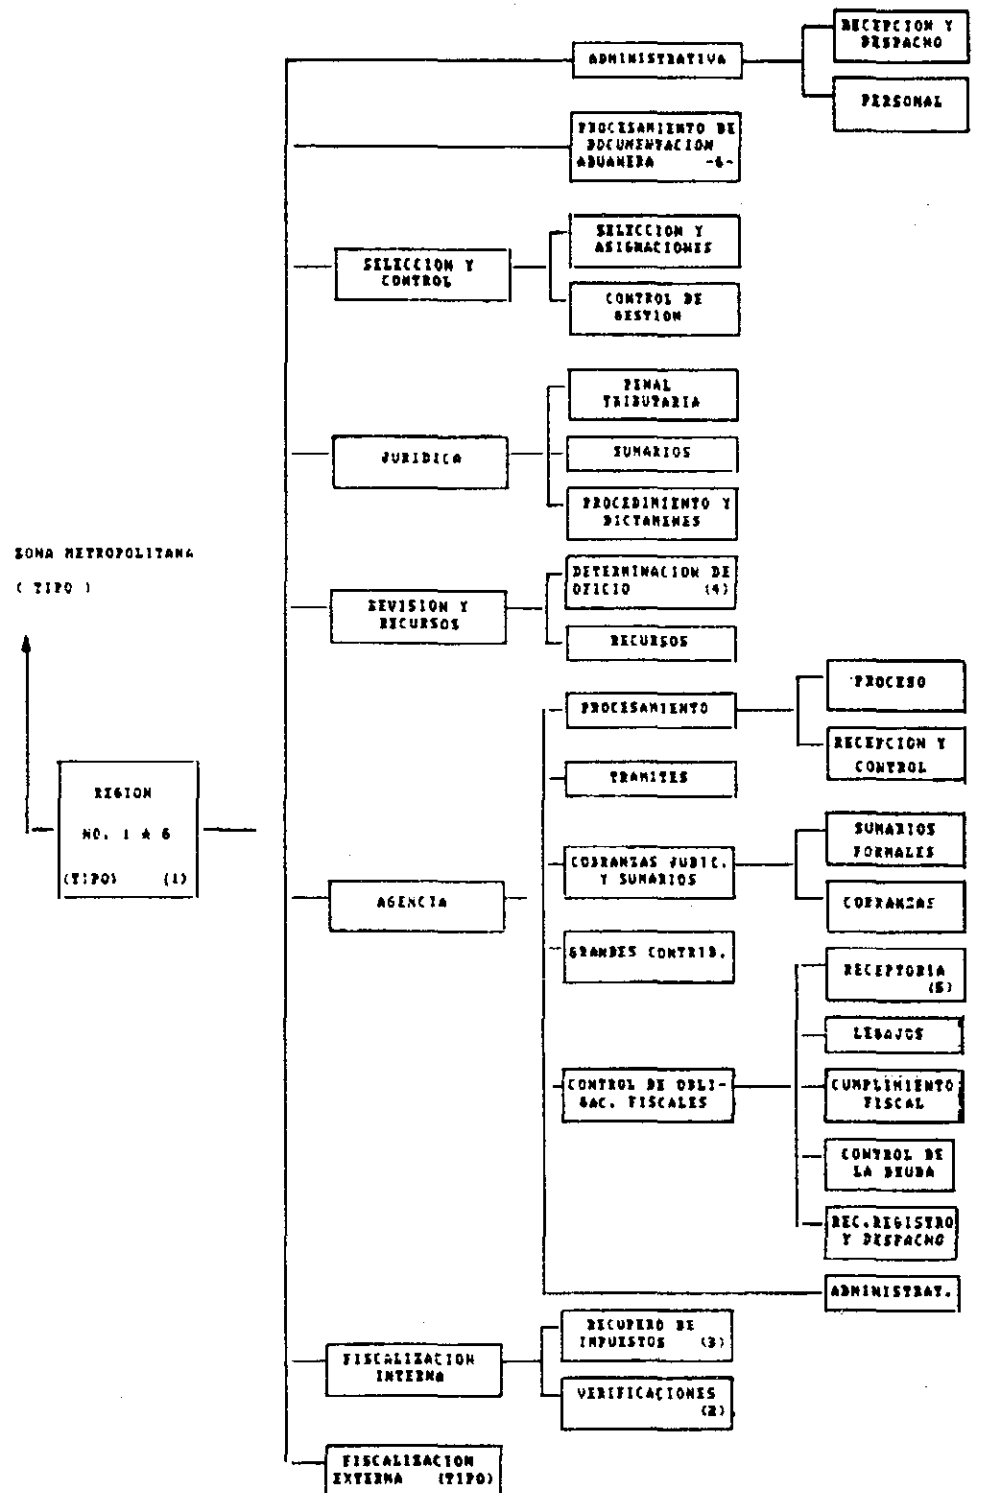 RECEPCION Y
DESPACHO
ADMINISTRATIVA
PERSONAL
PROCESAMIENTO DE
DOCUMENTACION
ADUANERA -6-
SELECCION Y
ASIGNACIONES
SELECCION Y
CONTROL
CONTROL DE
GESTION
PENAL
TRIBUTARIA
JURIDICA
SUMARIOS
PROCEDIMIENTO Y
DICTAMENES
ZONA METROPOLITANA
( TIPO )
DETERMINACION DE
OFICIO (4)
REVISION Y
RECURSOS
RECURSOS
PROCESO
PROCESAMIENTO
RECEPCION Y
CONTROL
TRAMITES
REGION
NO. 1 A 6
(TIPO) (1)
SUMARIOS
FORMALES
COBRANZAS JUDIC.
Y SUMARIOS
COBRANZAS
AGENCIA
GRANDES CONTRIB.
RECEPTORIA
(5)
LEGAJOS
CONTROL DE OBLI-
GAC. FISCALES
CUMPLIMIENTO
FISCAL
CONTROL DE
LA DEUDA
REC.REGISTRO
Y DESPACHO
ADMINISTRAT.
RECUPERO DE
IMPUESTOS (3)
FISCALIZACION
INTERNA
VERIFICACIONES
(2)
FISCALIZACION
EXTERNA (TIPO)